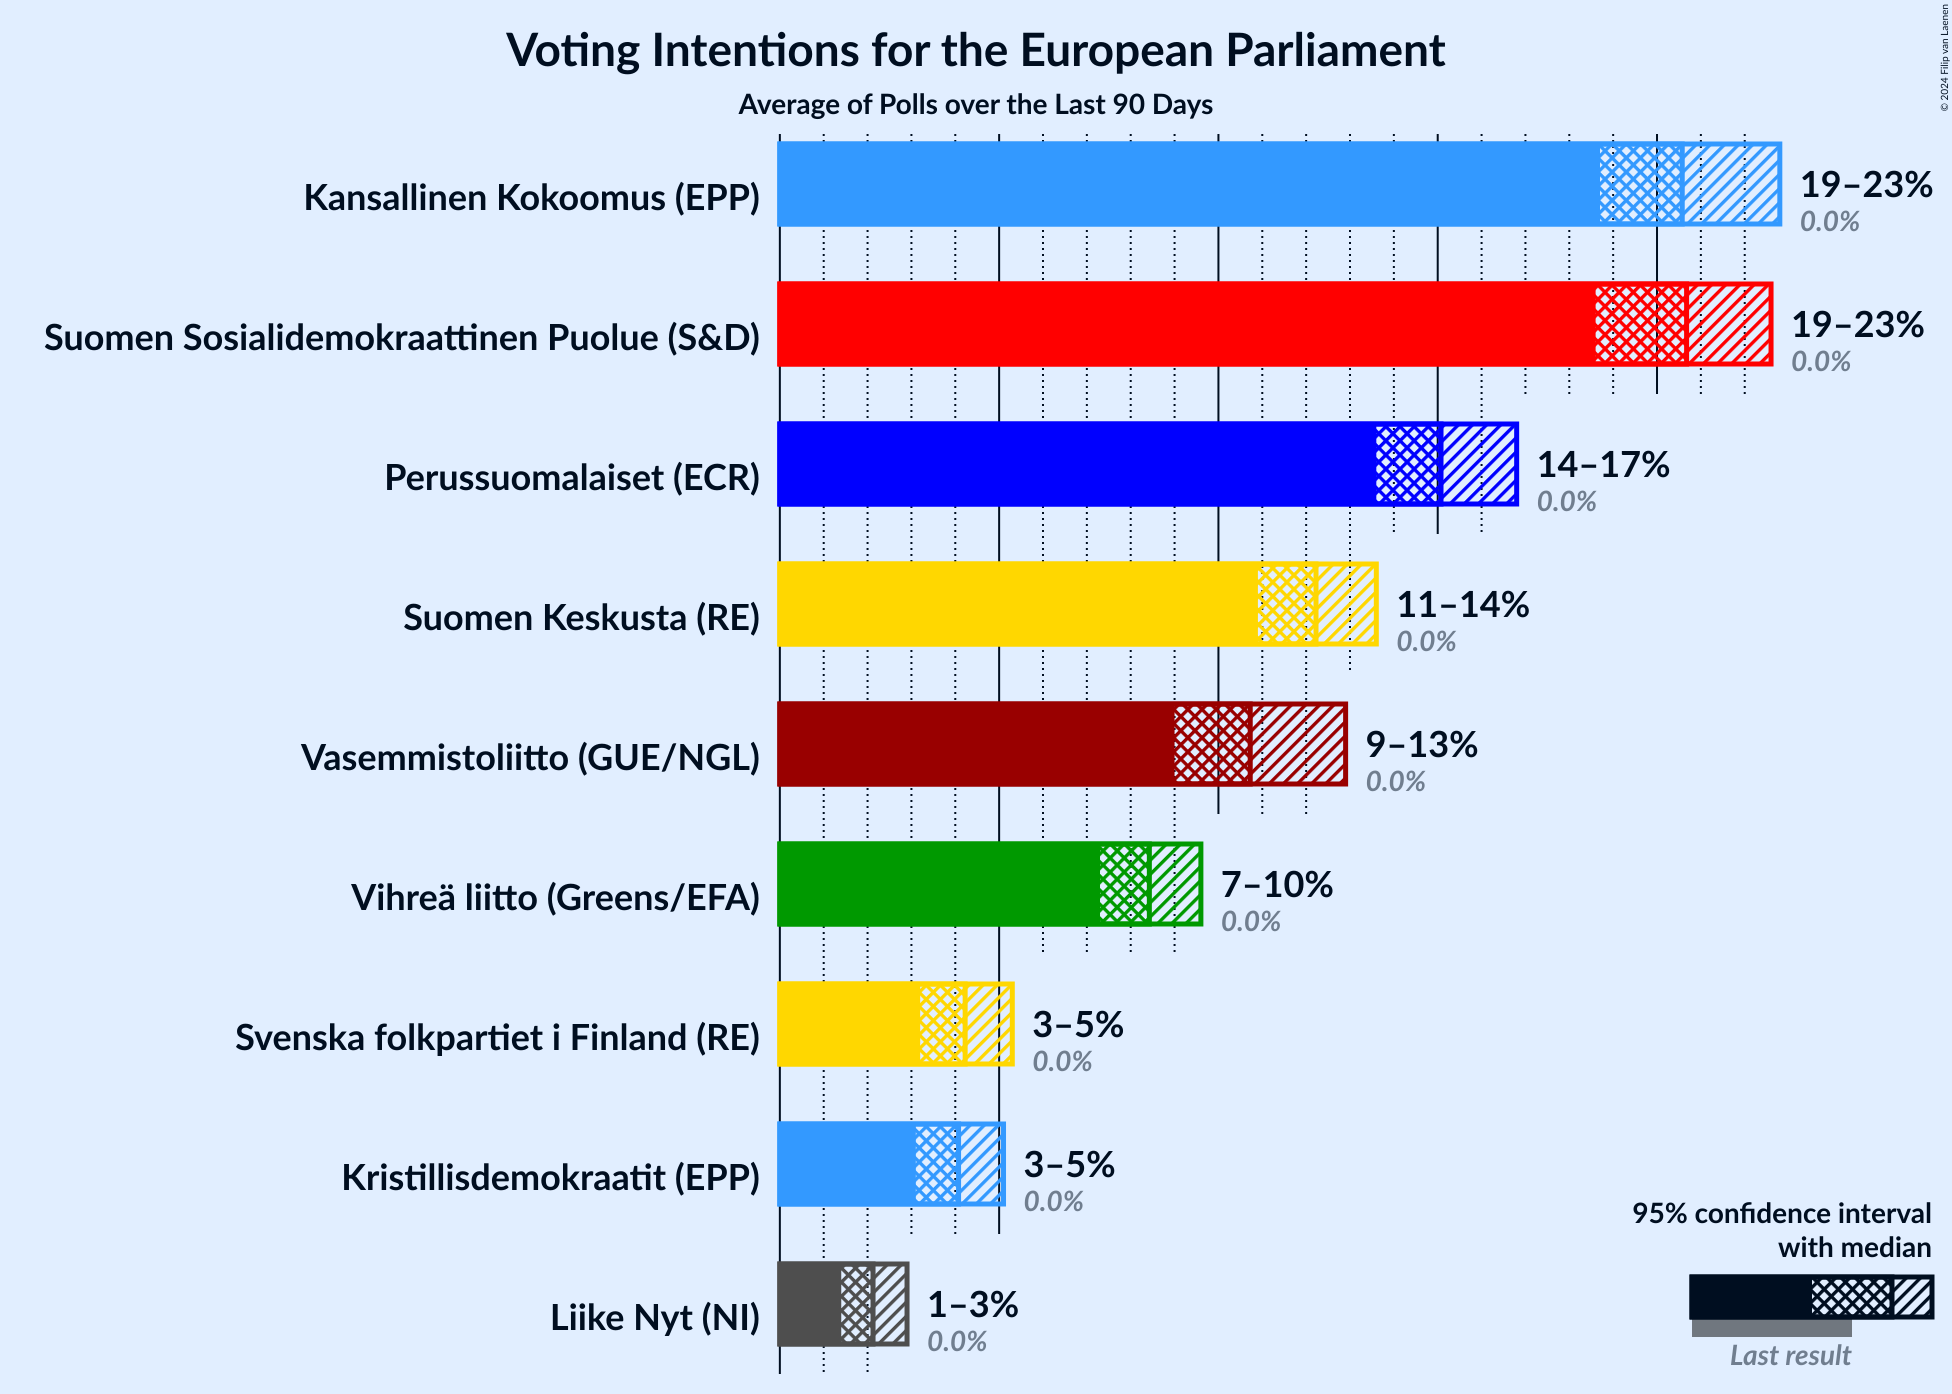 Voting Intentions for the European Parliament
Average of Polls over the Last 90 Days
© 2024 Filip van Laenen
Kansallinen Kokoomus (EPP)
19–23%
0.0%
Suomen Sosialidemokraattinen Puolue (S&D)
19–23%
0.0%
Perussuomalaiset (ECR)
14–17%
0.0%
Suomen Keskusta (RE)
11–14%
0.0%
Vasemmistoliitto (GUE/NGL)
9–13%
0.0%
Vihreä liitto (Greens/EFA)
7–10%
0.0%
Svenska folkpartiet i Finland (RE)
3–5%
0.0%
Kristillisdemokraatit (EPP)
3–5%
0.0%
Liike Nyt (NI)
1–3%
0.0%
95% confidence interval
with median
Last result